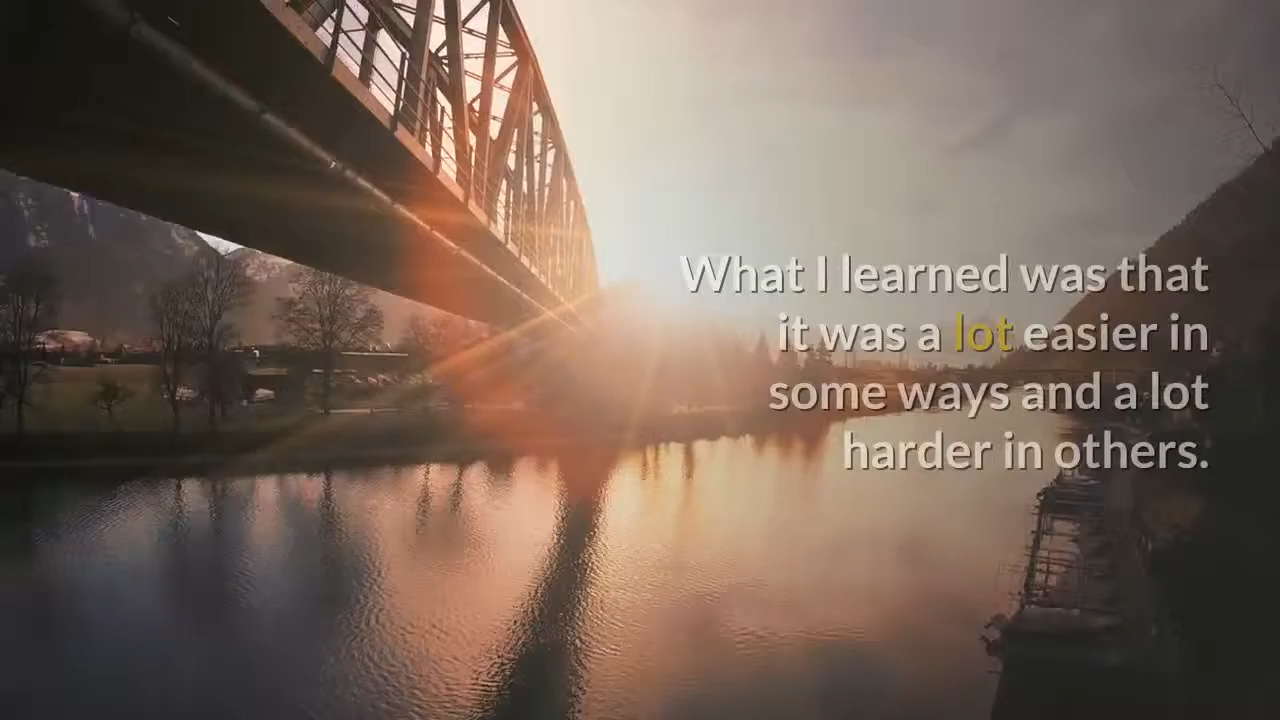 What I learned was that
it was a lot easier in
some ways and a lot
harder in others.